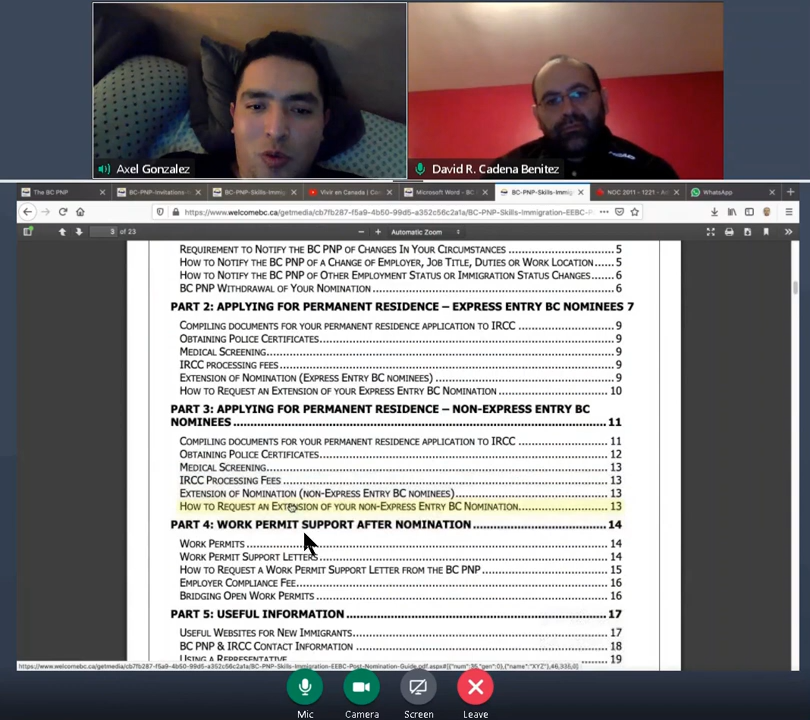 Axel Gonzalez
David R. Cadena Benitez
The BC PNP
BC-PNP-Invitations-
BC-PNP-Skills-Immig
Vivir en Canada | Co
Microsoft Word - BC
BC-PNP-Skills-Immig
NOC 2011 - 1221 - A
WhatsApp
https://www.welcomebc.ca/getmedia/cb7fb287-f5a9-4b50-99d5-a352c56c2a1a/BC-PNP-Skills-Immigration-EEBC-P
3 of 23
Automatic Zoom
REQUIREMENT TO NOTIFY THE BC PNP OF CHANGES IN YOUR CIRCUMSTANCES 5
HOW TO NOTIFY THE BC PNP OF A CHANGE OF EMPLOYER, JOB TITLE, DUTIES OR WORK LOCATION 5
HOW TO NOTIFY THE BC PNP OF OTHER EMPLOYMENT STATUS OR IMMIGRATION STATUS CHANGES 6
BC PNP WITHDRAWAL OF YOUR NOMINATION 6
PART 2: APPLYING FOR PERMANENT RESIDENCE – EXPRESS ENTRY BC NOMINEES 7
COMPILING DOCUMENTS FOR YOUR PERMANENT RESIDENCE APPLICATION TO IRCC 9
OBTAINING POLICE CERTIFICATES 9
MEDICAL SCREENING 9
IRCC PROCESSING FEES 9
EXTENSION OF NOMINATION (EXPRESS ENTRY BC NOMINEES) 9
HOW TO REQUEST AN EXTENSION OF YOUR EXPRESS ENTRY BC NOMINATION 10
PART 3: APPLYING FOR PERMANENT RESIDENCE – NON-EXPRESS ENTRY BC
NOMINEES 11
COMPILING DOCUMENTS FOR YOUR PERMANENT RESIDENCE APPLICATION TO IRCC 11
OBTAINING POLICE CERTIFICATES 12
MEDICAL SCREENING 13
IRCC PROCESSING FEES 13
EXTENSION OF NOMINATION (NON-EXPRESS ENTRY BC NOMINEES) 13
HOW TO REQUEST AN EXTENSION OF YOUR NON-EXPRESS ENTRY BC NOMINATION 13
PART 4: WORK PERMIT SUPPORT AFTER NOMINATION 14
WORK PERMITS 14
WORK PERMIT SUPPORT LETTERS 14
HOW TO REQUEST A WORK PERMIT SUPPORT LETTER FROM THE BC PNP 15
EMPLOYER COMPLIANCE FEE 16
BRIDGING OPEN WORK PERMITS 16
PART 5: USEFUL INFORMATION 17
USEFUL WEBSITES FOR NEW IMMIGRANTS 17
BC PNP & IRCC CONTACT INFORMATION 18
USING A REPRESENTATIVE 19
Mic
Camera
Screen
Leave